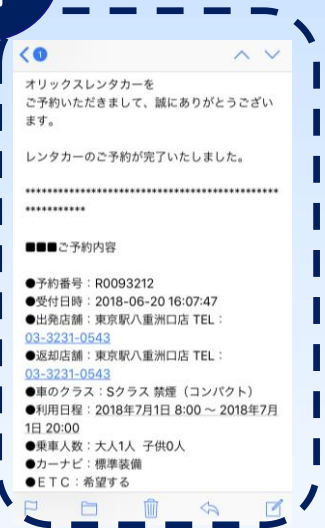 1
オリックスレンタカーを
ご予約いただきまして、誠にありがとうござい
ます。
レンタカーのご予約が完了いたしました。
**********************************************
***********
■■■ご予約内容
●予約番号：R0093212
●受付日時：2018-06-20 16:07:47
●出発店舗：東京駅八重洲口店 TEL：
03-3231-0543
●返却店舗：東京駅八重洲口店 TEL：
03-3231-0543
●車のクラス：Sクラス 禁煙（コンパクト）
●利用日程：2018年7月1日 8:00 ～ 2018年7月
1日 20:00
●乗車人数：大人1人 子供0人
●カーナビ：標準装備
●ＥＴＣ：希望する